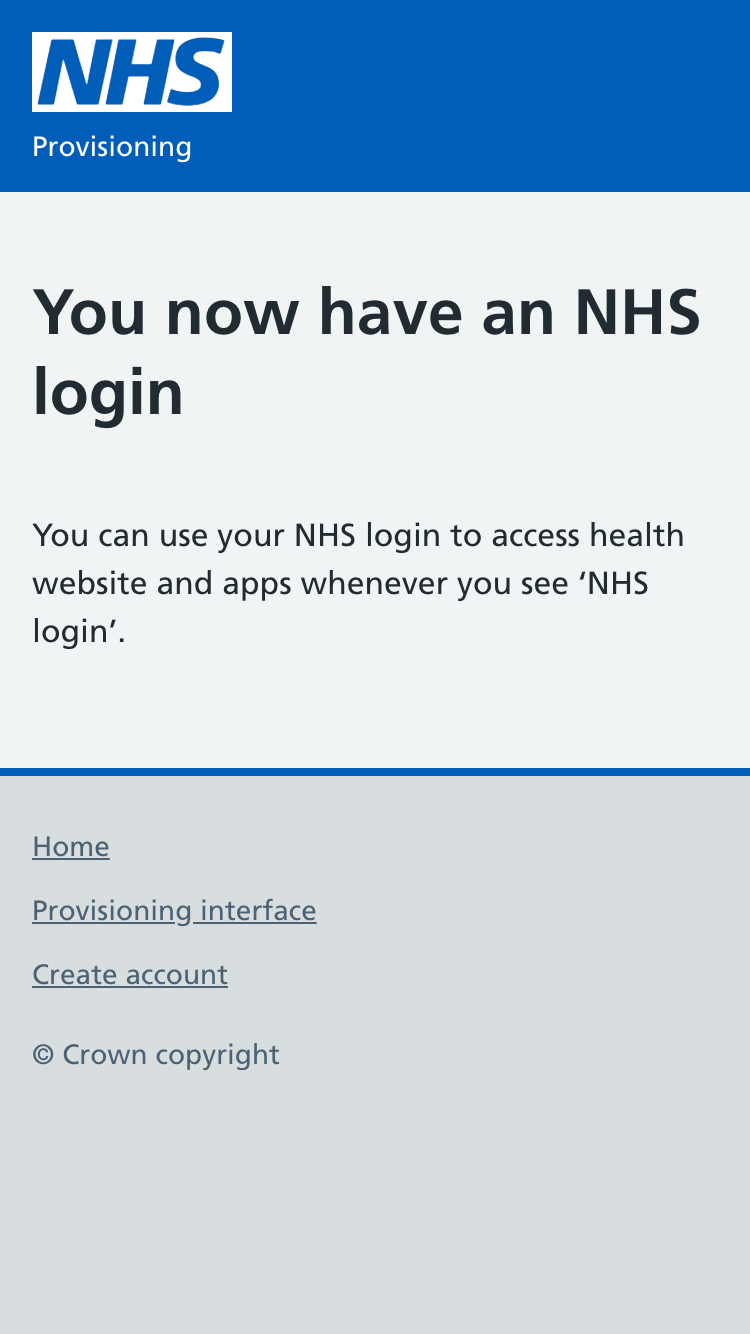 NHS
Provisioning
You now have an NHS
login
You can use your NHS login to access health
website and apps whenever you see ‘NHS
login’.
Home
Provisioning interface
Create account
© Crown copyright